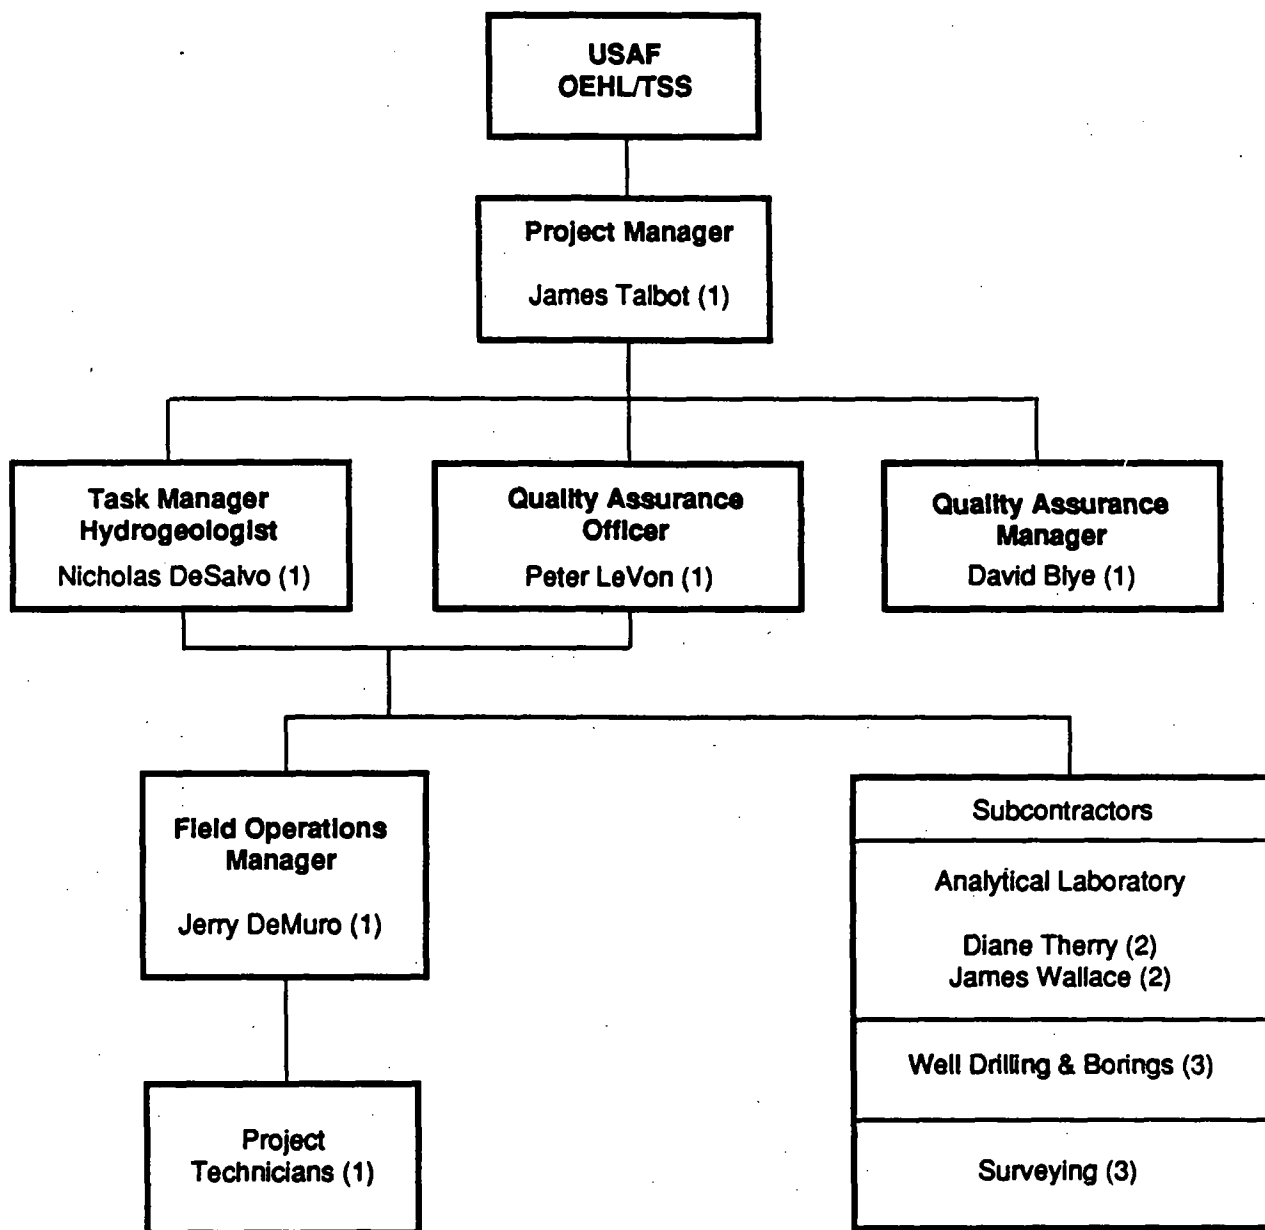 USAF
OEHL/TSS
Project Manager
James Talbot (1)
Task Manager
Hydrogeologist
Nicholas DeSalvo (1)
Quality Assurance
Officer
Peter LeVon (1)
Quality Assurance
Manager
David Blye (1)
Field Operations
Manager
Jerry DeMuro (1)
Project
Technicians (1)
Subcontractors
Analytical Laboratory
Diane Therry (2)
James Wallace (2)
Well Drilling & Borings (3)
Surveying (3)